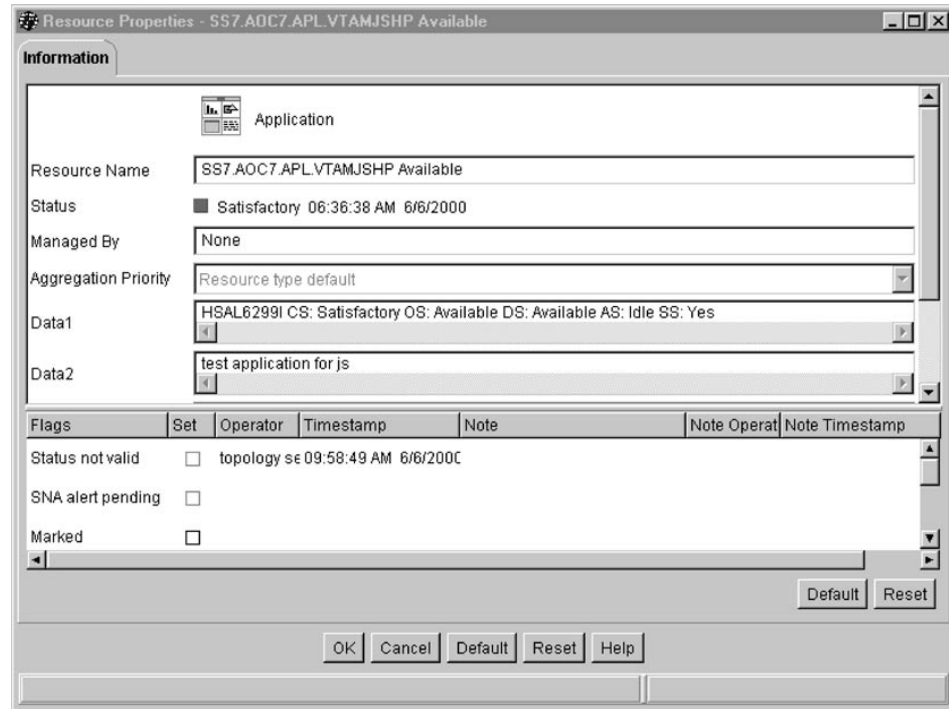 Resource Properties - SS7.AOC7.APL.VTAMJSHP Available
Information
Application
Resource Name SS7.AOC7.APL.VTAMJSHP Available
Status Satisfactory 06:36:38 AM 6/6/2000
Managed By None
Aggregation Priority Resource type default
Data1 HSAL6299I CS: Satisfactory OS: Available DS: Available AS: Idle SS: Yes
Data2 test application for js
Flags Set Operator Timestamp Note Note Operat Note Timestamp
Status not valid topology se 09:58:49 AM 6/6/200
SNA alert pending
Marked
Default Reset
OK Cancel Default Reset Help